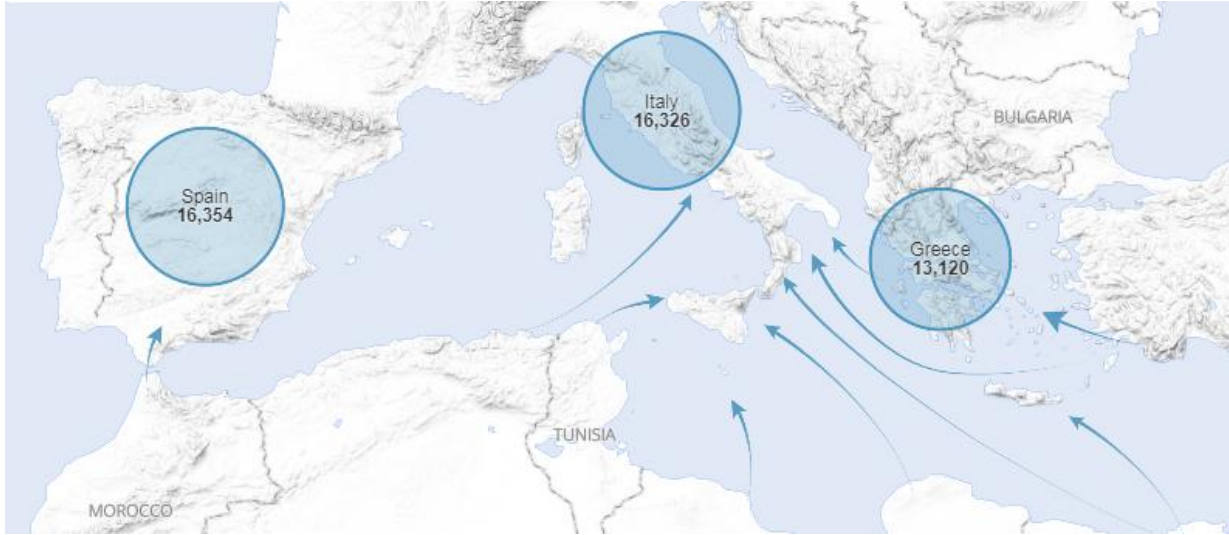 Italy
16,326
BULGARIA
Spain
16,354
Greece
13,120
TUNISIA
MOROCCO